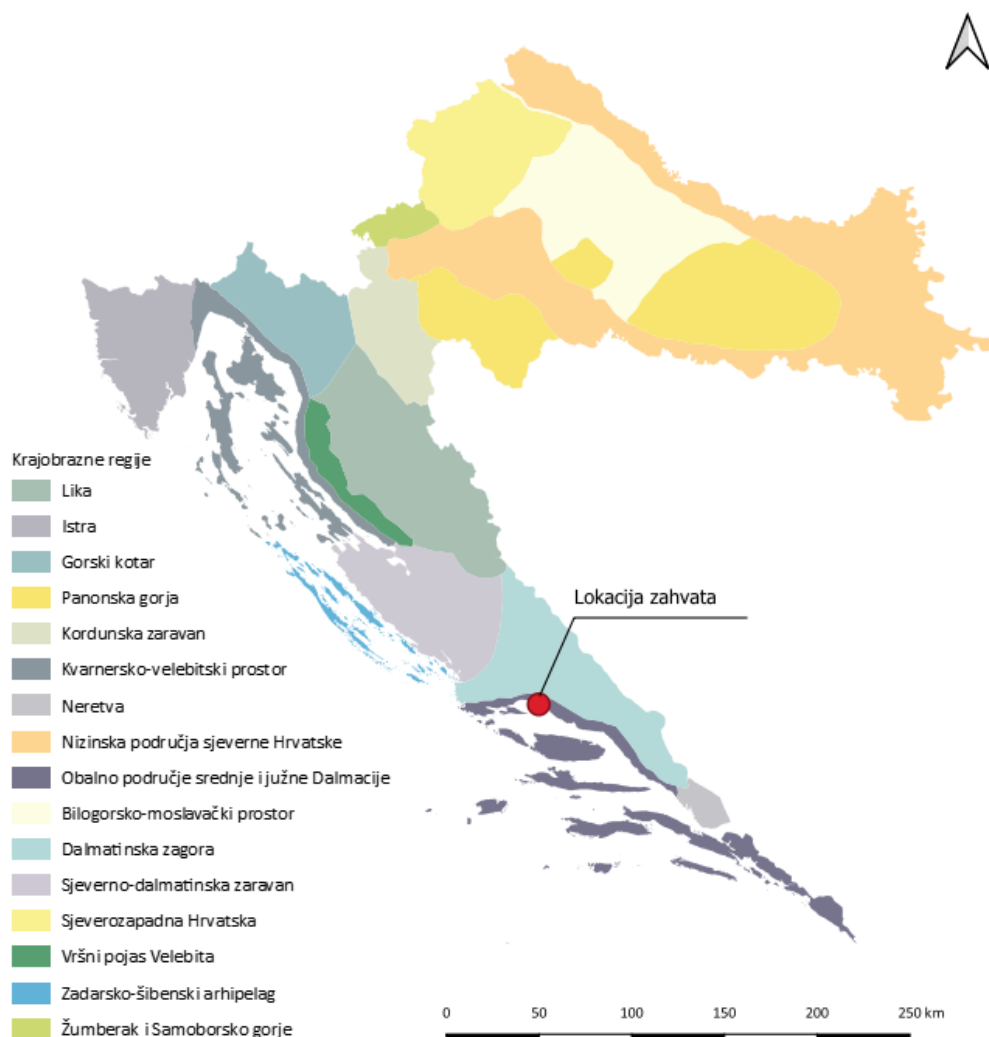 Lokacija zahvata
Krajobrazne regije
Lika
Istra
Gorski kotar
Panonska gorja
Kordunska zaravan
Kvarnersko-velebitski prostor
Neretva
Nizinska područja sjeverne Hrvatske
Obalno područje srednje i južne Dalmacije
Bilogorsko-moslavački prostor
Dalmatinska zagora
Sjeverno-dalmatinska zaravan
Sjeverozapadna Hrvatska
Vršni pojas Velebita
Zadarsko-šibenski arhipelag
Žumberak i Samoborsko gorje
0 50 100 150 200 250 km